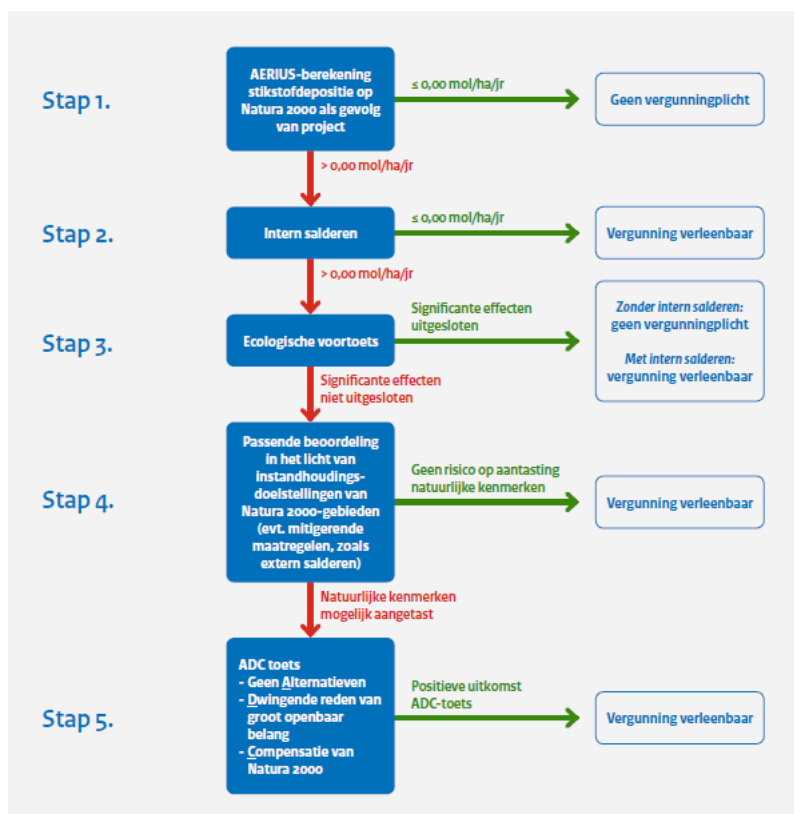 Stap 1.
AERIUS-berekening
stikstofdepositie op
Natura 2000 als gevolg
van project
≤ 0,00 mol/ha/jr
Geen vergunningplicht
> 0,00 mol/ha/jr
Stap 2.
Intern salderen
≤ 0,00 mol/ha/jr
Vergunning verleenbaar
> 0,00 mol/ha/jr
Stap 3.
Ecologische voortoets
Significante effecten
uitgesloten
Zonder intern salderen:
geen vergunningplicht
Met intern salderen:
vergunning verleenbaar
Significante effecten
niet uitgesloten
Stap 4.
Passende beoordeling
in het licht van
instandhoudings-
doelstellingen van
Natura 2000-gebieden
(evt. mitigerende
maatregelen, zoals
extern salderen)
Geen risico op aantasting
natuurlijke kenmerken
Vergunning verleenbaar
Natuurlijke kenmerken
mogelijk aangetast
Stap 5.
ADC toets
- Geen Alternatieven
- Dwingende reden van
groot openbaar
belang
- Compensatie van
Natura 2000
Positieve uitkomst
ADC-toets
Vergunning verleenbaar